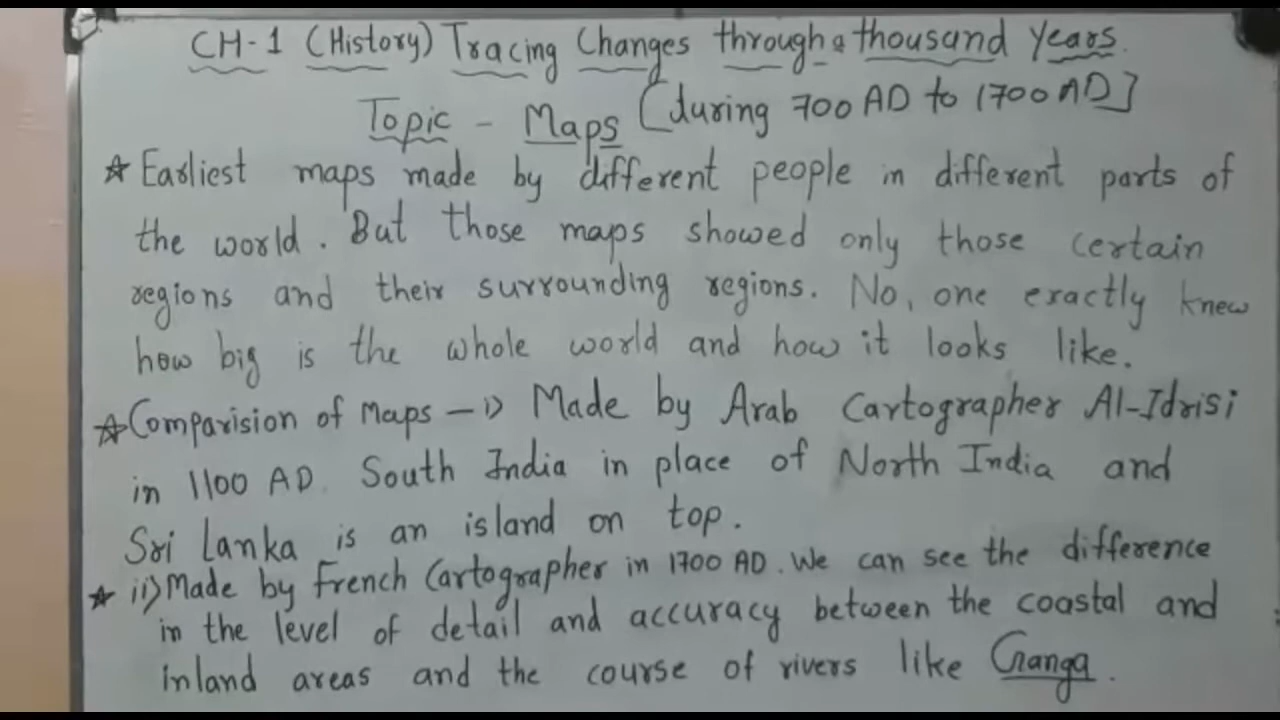 CH-1 (History) Tracing Changes through a thousand years.
Topic - Maps [during 700 AD to 1700 AD]
☆ Earliest maps made by different people in different parts of
the world. But those maps showed only those certain
regions and their surrounding regions. No, one exactly knew
how big is the whole world and how it looks like.
☆ Comparision of Maps - i) Made by Arab Cartographer Al-Idrisi
in 1100 AD. South India in place of North India and
Sri Lanka is an island on top.
★ ii) Made by French Cartographer in 1700 AD. We can see the difference
in the level of detail and accuracy between the coastal and
inland areas and the course of rivers like Ganga.